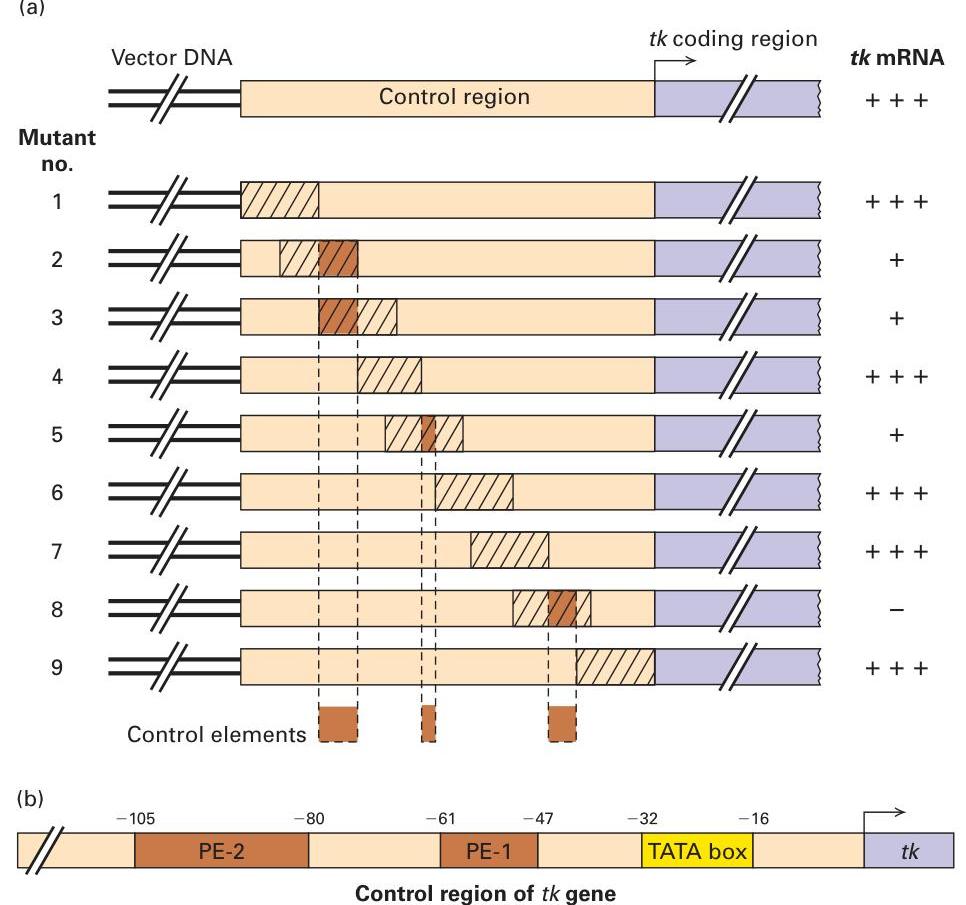 (a)
Vector DNA
tk coding region
tk mRNA
Control region
+ + +
Mutant
no.
1 + + +
2 +
3 +
4 + + +
5 +
6 + + +
7 + + +
8 −
9 + + +
Control elements
(b)
−105 −80 −61 −47 −32 −16
PE-2 PE-1 TATA box tk
Control region of tk gene